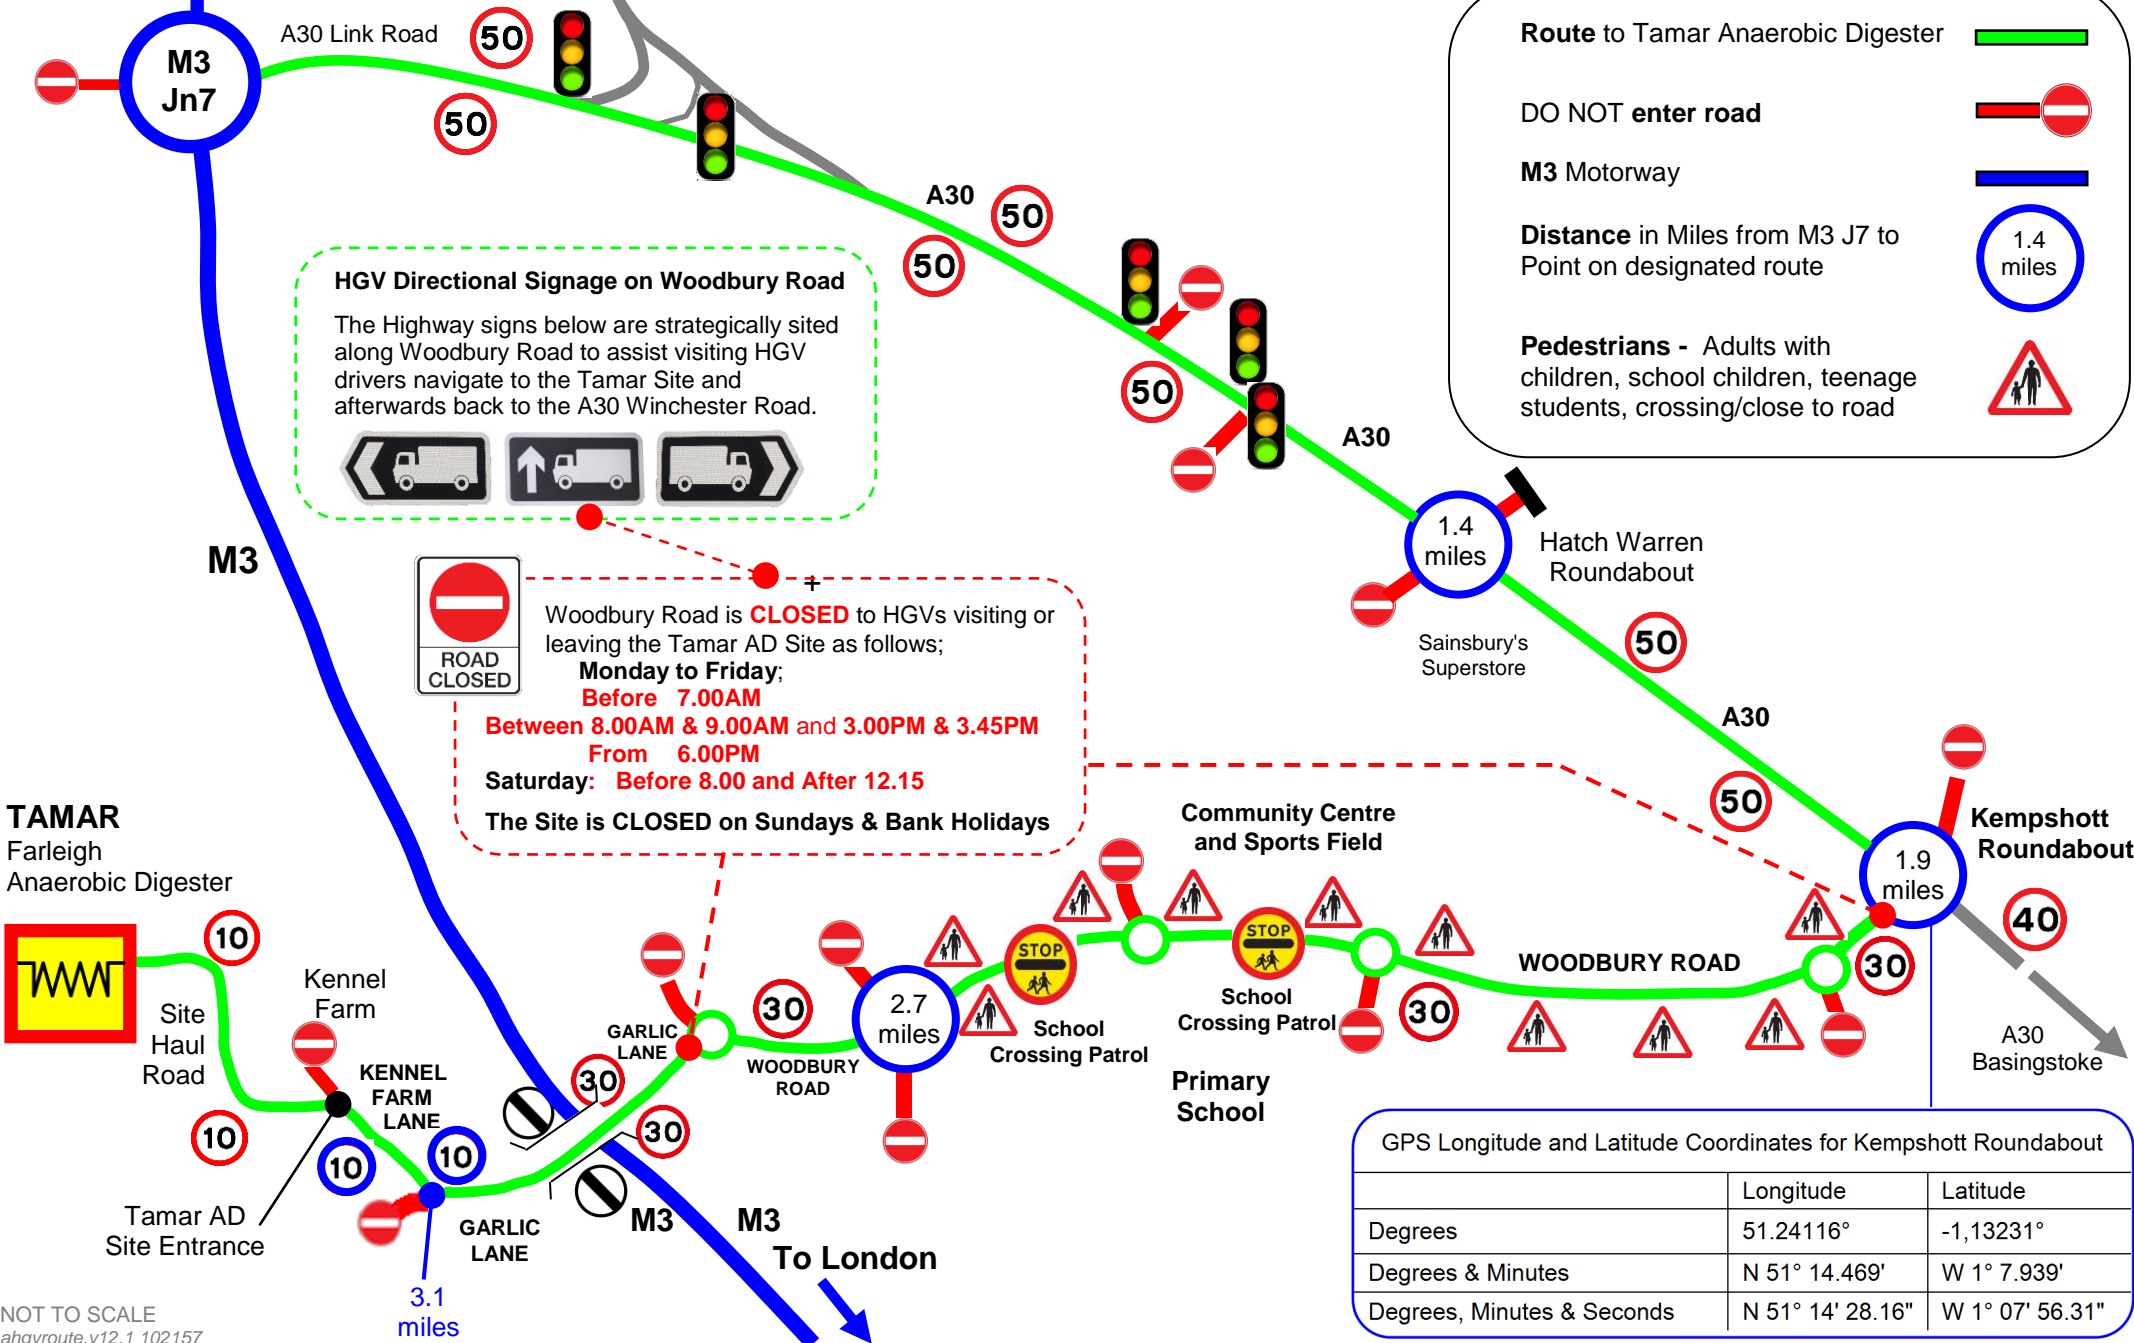 M3
Jn7
A30 Link Road
50
50
A30
50
50
50
A30
Route to Tamar Anaerobic Digester
DO NOT enter road
M3 Motorway
Distance in Miles from M3 J7 to
Point on designated route
1.4
miles
Pedestrians - Adults with
children, school children, teenage
students, crossing/close to road
HGV Directional Signage on Woodbury Road
The Highway signs below are strategically sited
along Woodbury Road to assist visiting HGV
drivers navigate to the Tamar Site and
afterwards back to the A30 Winchester Road.
M3
+
ROAD
CLOSED
Woodbury Road is CLOSED to HGVs visiting or
leaving the Tamar AD Site as follows;
Monday to Friday;
Before 7.00AM
Between 8.00AM & 9.00AM and 3.00PM & 3.45PM
From 6.00PM
Saturday: Before 8.00 and After 12.15
The Site is CLOSED on Sundays & Bank Holidays
1.4
miles
Hatch Warren
Roundabout
Sainsbury's
Superstore
50
A30
50
Kempshott
Roundabout
1.9
miles
40
30
A30
Basingstoke
Community Centre
and Sports Field
STOP
STOP
WOODBURY ROAD
School
Crossing Patrol
School
Crossing Patrol
30
Primary
School
2.7
miles
30
WOODBURY
ROAD
GARLIC
LANE
30
30
TAMAR
Farleigh
Anaerobic Digester
10
Site
Haul
Road
10
Kennel
Farm
KENNEL
FARM
LANE
10
10
Tamar AD
Site Entrance
GARLIC
LANE
3.1
miles
M3
M3
To London
GPS Longitude and Latitude Coordinates for Kempshott Roundabout
Longitude Latitude
Degrees 51.24116° -1,13231°
Degrees & Minutes N 51° 14.469' W 1° 7.939'
Degrees, Minutes & Seconds N 51° 14' 28.16" W 1° 07' 56.31"
NOT TO SCALE
ahgvroute.v12.1 102157